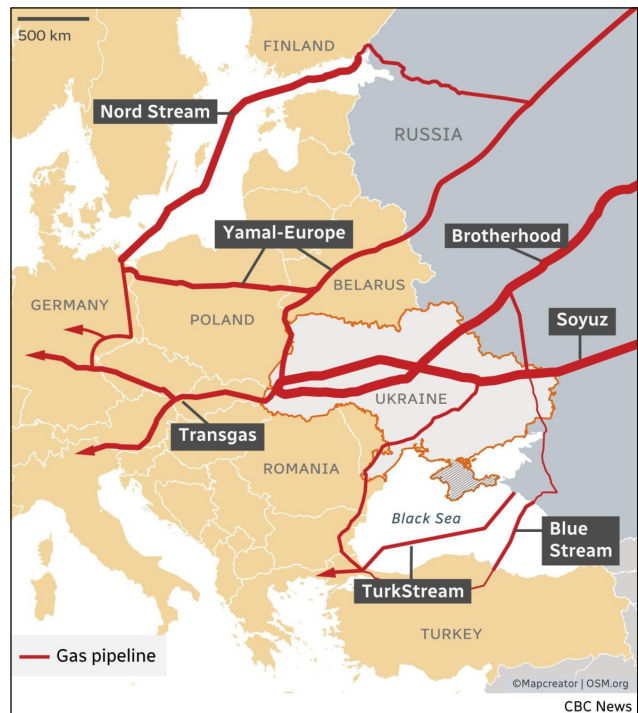 500 km
FINLAND
Nord Stream
RUSSIA
Yamal-Europe
Brotherhood
BELARUS
GERMANY
POLAND
Soyuz
UKRAINE
Transgas
ROMANIA
Black Sea
Blue
Stream
TurkStream
TURKEY
Gas pipeline
©Mapcreator | OSM.org
CBC News